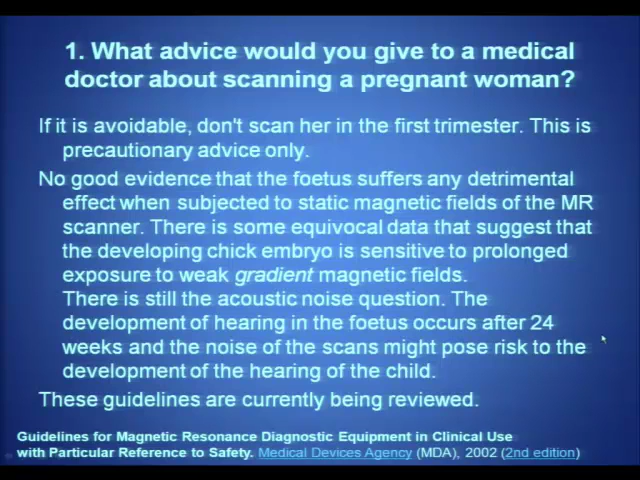 1. What advice would you give to a medical
doctor about scanning a pregnant woman?
If it is avoidable, don't scan her in the first trimester. This is
precautionary advice only.
No good evidence that the foetus suffers any detrimental
effect when subjected to static magnetic fields of the MR
scanner. There is some equivocal data that suggest that
the developing chick embryo is sensitive to prolonged
exposure to weak gradient magnetic fields.
There is still the acoustic noise question. The
development of hearing in the foetus occurs after 24
weeks and the noise of the scans might pose risk to the
development of the hearing of the child.
These guidelines are currently being reviewed.
Guidelines for Magnetic Resonance Diagnostic Equipment in Clinical Use
with Particular Reference to Safety. Medical Devices Agency (MDA), 2002 (2nd edition)